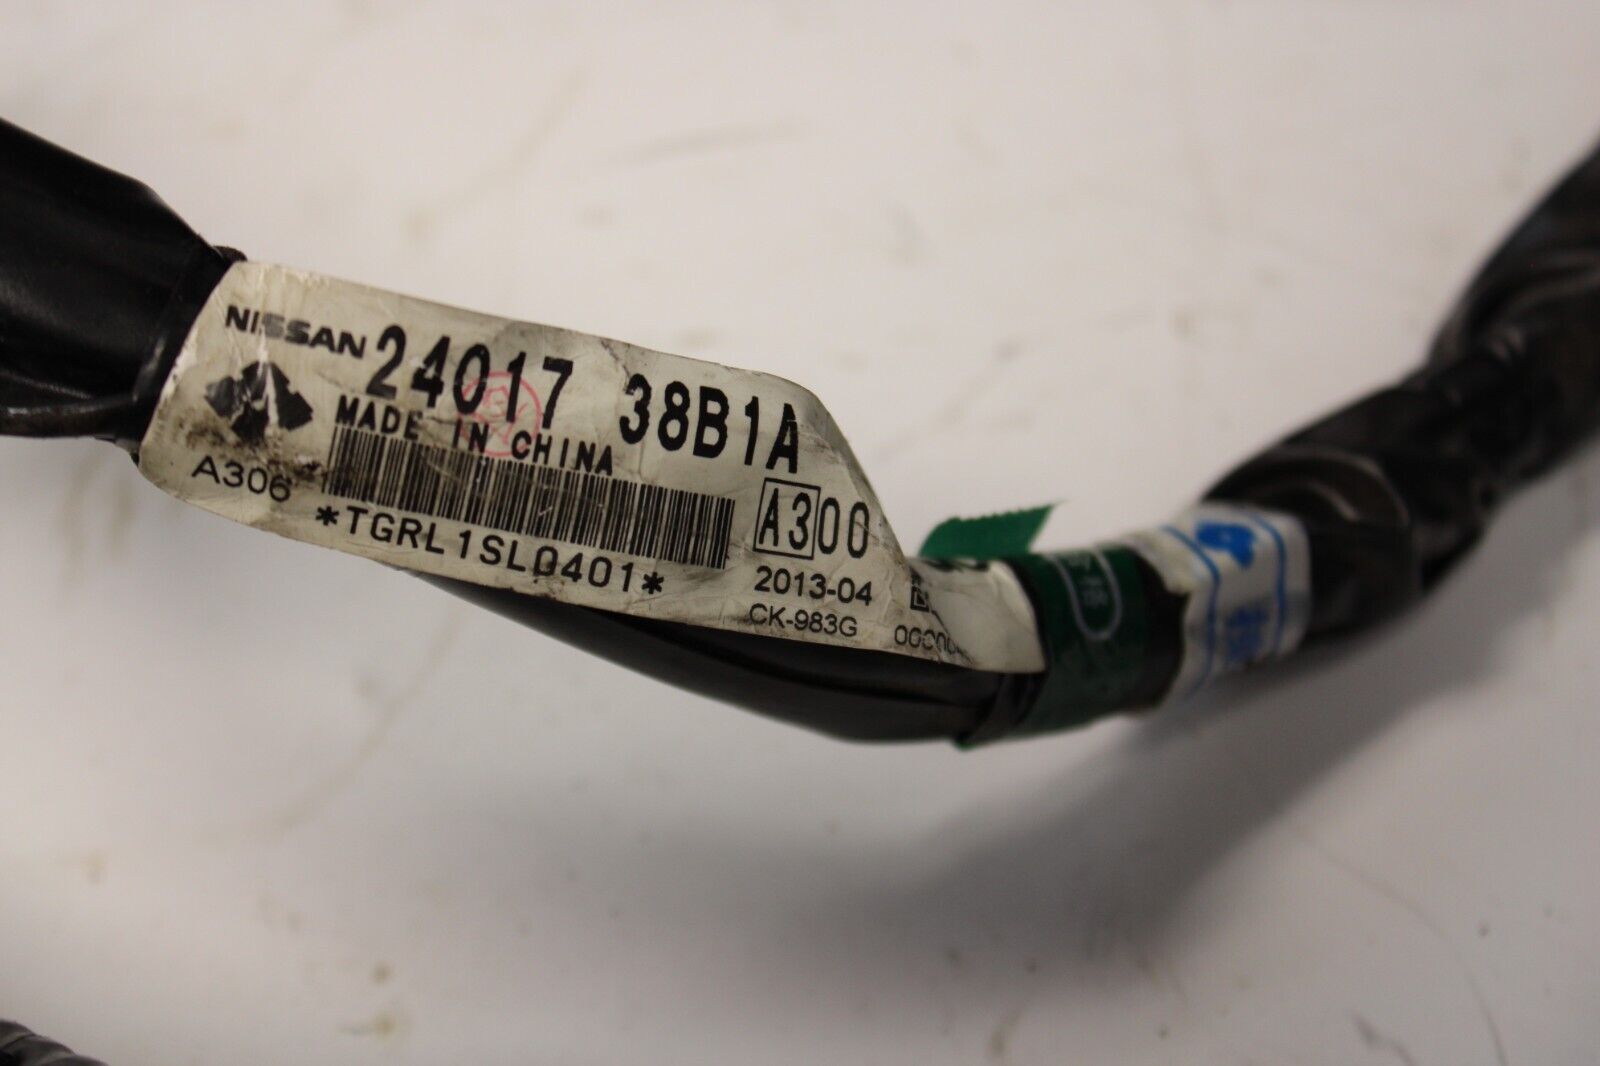 NISSAN 24017 38B1A
MADE IN CHINA
A306
*TGRL1SL0401*
A300
2013-04
CK-983G